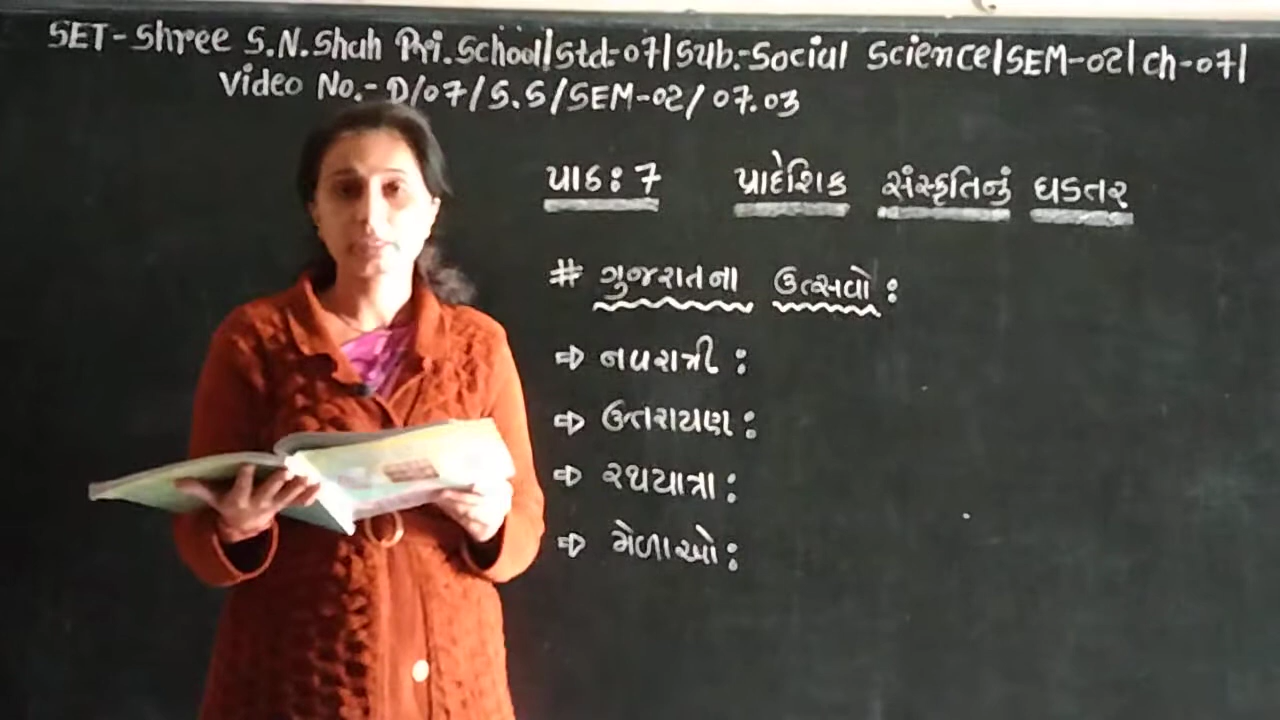 SET-Shree S.N.Shah Pri.School/Std:-07/Sub.:-Social Science/SEM-02/Ch-07/
Video No.:- D/07/S.S/SEM-02/07.03
પાઠ: 7 પ્રાદેશિક સંસ્કૃતિનું ઘડતર
# ગુજરાતના ઉત્સવો:
⇨ નવરાત્રી:
⇨ ઉત્તરાયણ:
⇨ રથયાત્રા:
⇨ મેળાઓ: